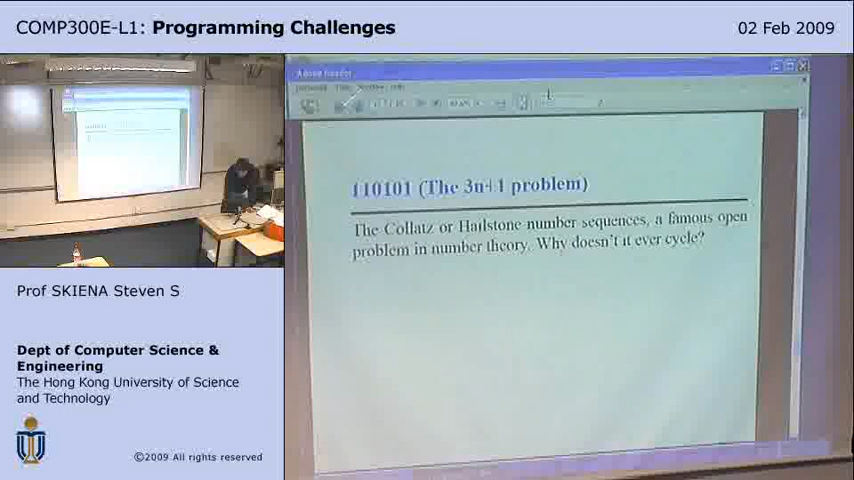 COMP300E-L1: Programming Challenges
02 Feb 2009
Adobe Reader
110101 (The 3n+1 problem)
The Collatz or Hailstone number sequences, a famous open
problem in number theory. Why doesn't it ever cycle?
Prof SKIENA Steven S
Dept of Computer Science &
Engineering
The Hong Kong University of Science
and Technology
©2009 All rights reserved